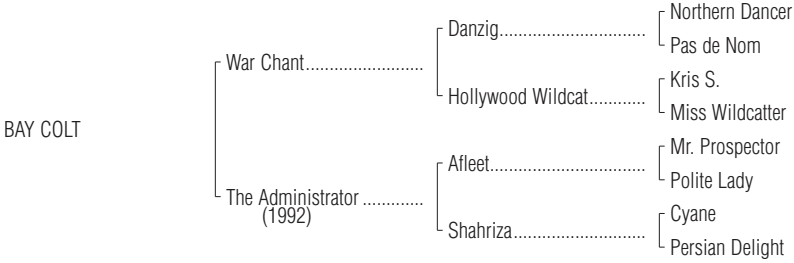 Northern Dancer
Danzig..............................
Pas de Nom
War Chant........................
Kris S.
Hollywood Wildcat............
Miss Wildcatter
BAY COLT
Mr. Prospector
Afleet................................
Polite Lady
The Administrator .............
(1992)
Cyane
Shahriza...........................
Persian Delight